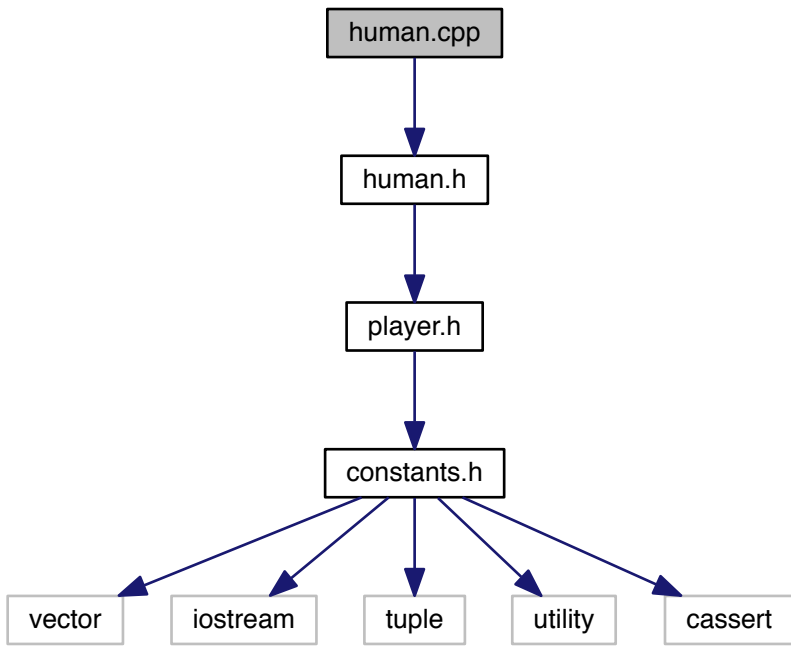 human.cpp
human.h
player.h
constants.h
vector
iostream
tuple
utility
cassert